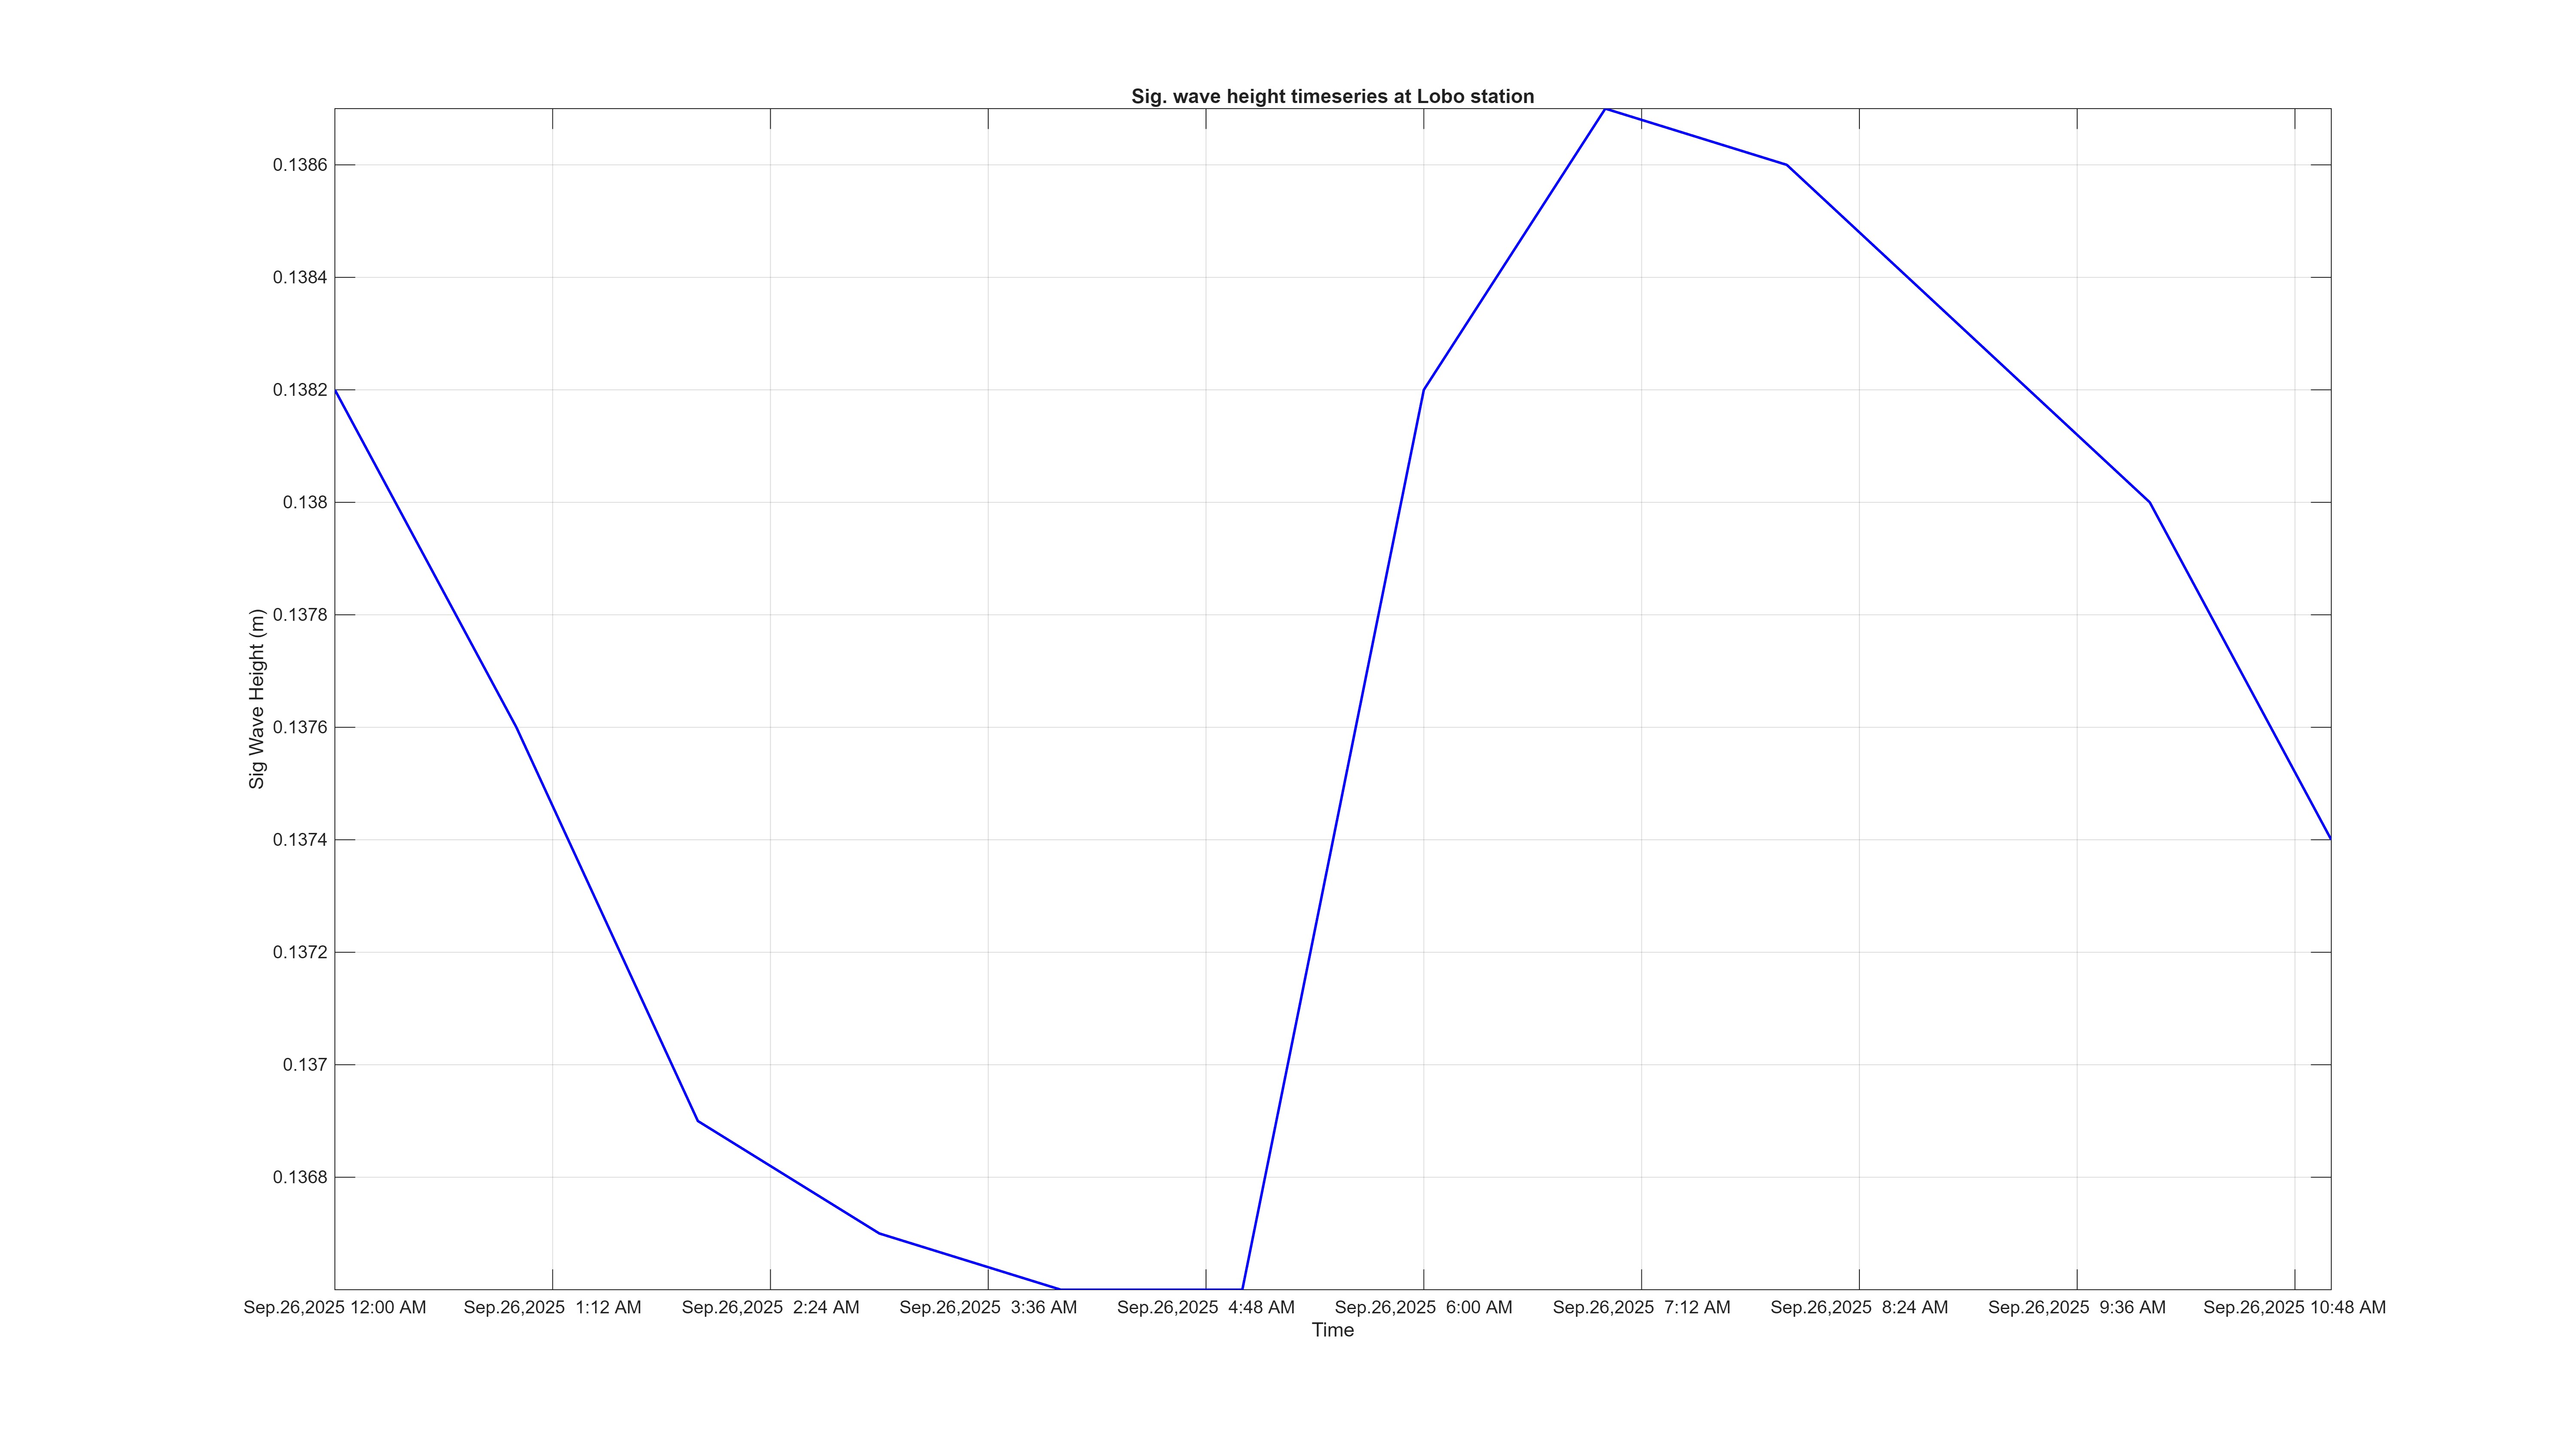 Sig. wave height timeseries at Lobo station
0.1386
0.1384
0.1382
0.138
0.1378
0.1376
0.1374
0.1372
0.137
0.1368
Sig Wave Height (m)
Sep.26,2025 12:00 AM
Sep.26,2025  1:12 AM
Sep.26,2025  2:24 AM
Sep.26,2025  3:36 AM
Sep.26,2025  4:48 AM
Sep.26,2025  6:00 AM
Sep.26,2025  7:12 AM
Sep.26,2025  8:24 AM
Sep.26,2025  9:36 AM
Sep.26,2025 10:48 AM
Time